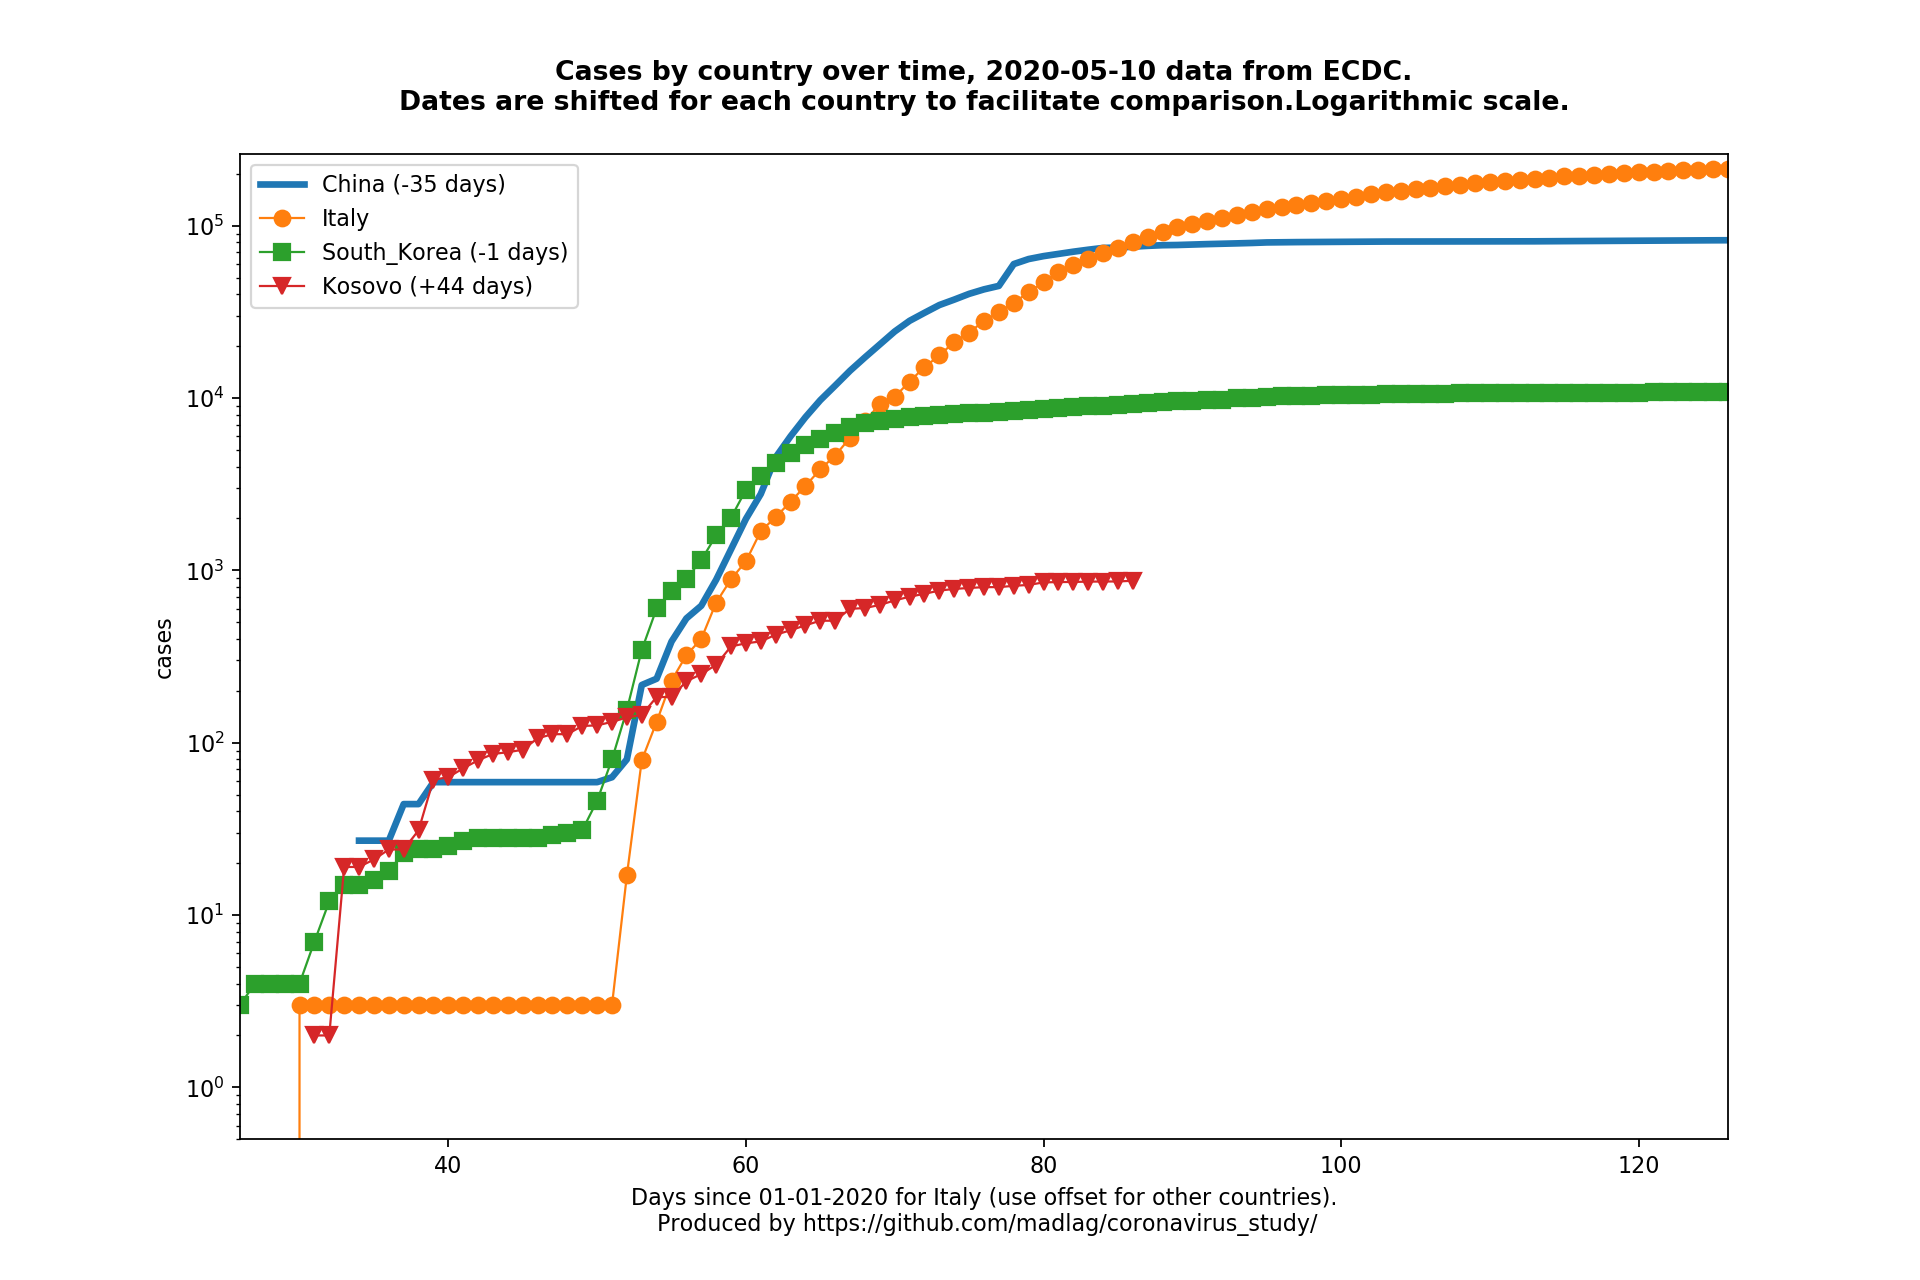 Cases by country over time, 2020-05-10 data from ECDC.
Dates are shifted for each country to facilitate comparison.Logarithmic scale.
China (-35 days)
Italy
South_Korea (-1 days)
Kosovo (+44 days)
10^5
10^4
10^3
10^2
10^1
10^0
cases
40 60 80 100 120
Days since 01-01-2020 for Italy (use offset for other countries).
Produced by https://github.com/madlag/coronavirus_study/